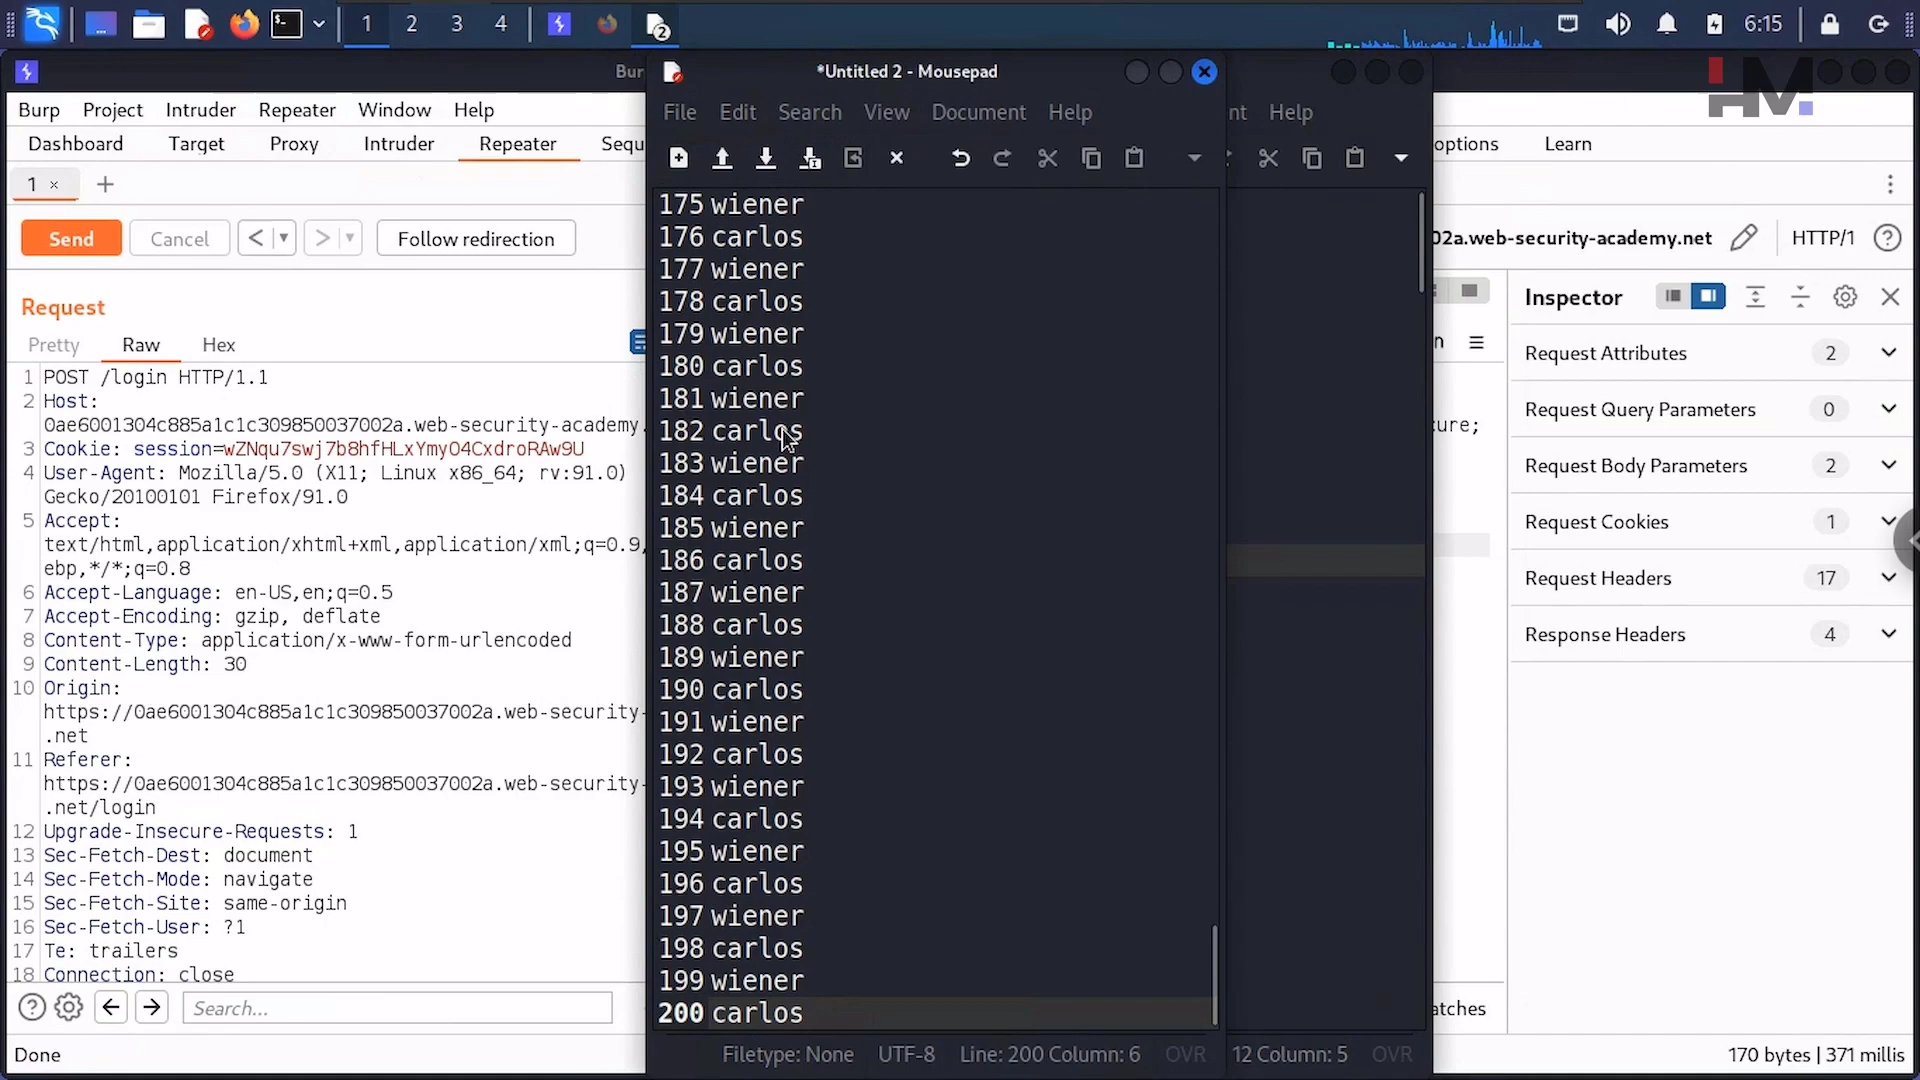 1
2
3
4
2
6:15
Bur
*Untitled 2 - Mousepad
HM
Burp Project Intruder Repeater Window Help
File Edit Search View Document Help
nt Help
Dashboard Target Proxy Intruder Repeater Sequ
options Learn
1 ×
Send Cancel < > Follow redirection
02a.web-security-academy.net HTTP/1
Request
Pretty Raw Hex
n
1 POST /login HTTP/1.1
2 Host:
0ae6001304c885a1c1c309850037002a.web-security-academy.
3 Cookie: session=wZNqu7swj7b8hfHLxYmyO4CxdroRAw9U
4 User-Agent: Mozilla/5.0 (X11; Linux x86_64; rv:91.0)
Gecko/20100101 Firefox/91.0
5 Accept:
text/html,application/xhtml+xml,application/xml;q=0.9,
ebp,*/*;q=0.8
6 Accept-Language: en-US,en;q=0.5
7 Accept-Encoding: gzip, deflate
8 Content-Type: application/x-www-form-urlencoded
9 Content-Length: 30
10 Origin:
https://0ae6001304c885a1c1c309850037002a.web-security-
.net
11 Referer:
https://0ae6001304c885a1c1c309850037002a.web-security-
.net/login
12 Upgrade-Insecure-Requests: 1
13 Sec-Fetch-Dest: document
14 Sec-Fetch-Mode: navigate
15 Sec-Fetch-Site: same-origin
16 Sec-Fetch-User: ?1
17 Te: trailers
18 Connection: close
Search...
Done
175 wiener
176 carlos
177 wiener
178 carlos
179 wiener
180 carlos
181 wiener
182 carlos
183 wiener
184 carlos
185 wiener
186 carlos
187 wiener
188 carlos
189 wiener
190 carlos
191 wiener
192 carlos
193 wiener
194 carlos
195 wiener
196 carlos
197 wiener
198 carlos
199 wiener
200 carlos
Filetype: None UTF-8 Line: 200 Column: 6 OVR
12 Column: 5 OVR
ure;
atches
Inspector
Request Attributes 2
Request Query Parameters 0
Request Body Parameters 2
Request Cookies 1
Request Headers 17
Response Headers 4
170 bytes | 371 millis